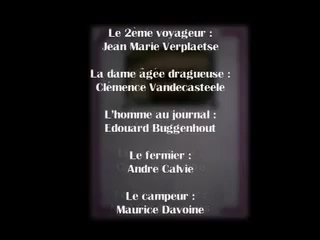 Le 2ème voyageur :
Jean Marie Verplaetse
La dame âgée dragueuse :
Clémence Vandecasteele
L'homme au journal :
Edouard Buggenhout
Le fermier :
Andre Calvie
Le campeur :
Maurice Davoine